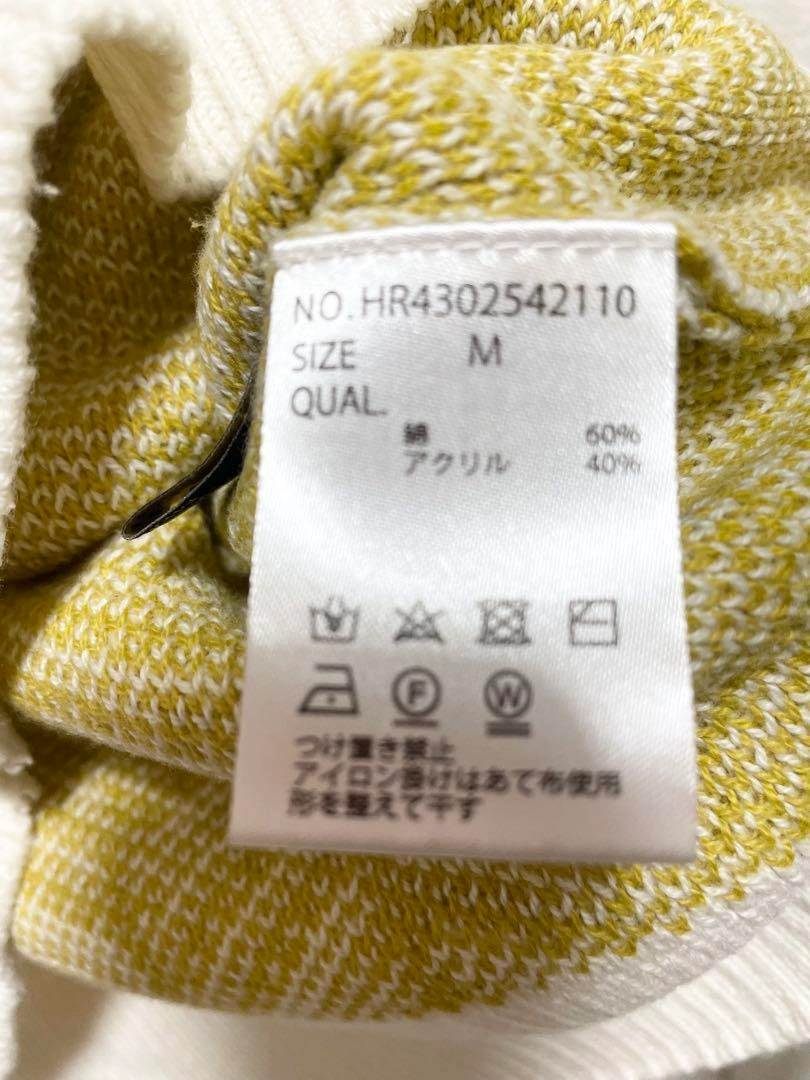 NO. HR4302542110
SIZE M
QUAL.
綿 60%
アクリル 40%
F W
つけ置き禁止
アイロン掛けはあて布使用
形を整えて干す